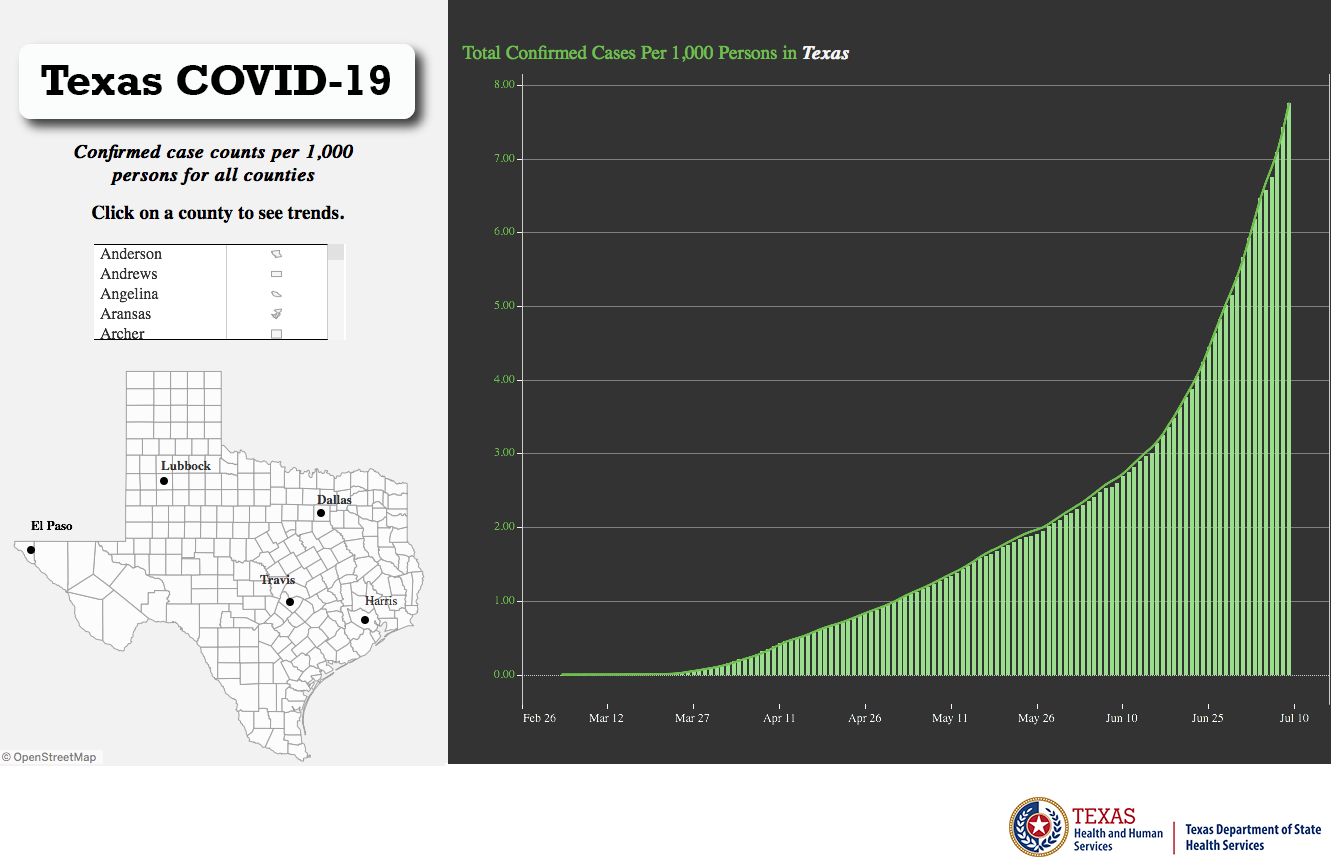 Texas COVID-19
Confirmed case counts per 1,000
persons for all counties
Click on a county to see trends.
Anderson
Andrews
Angelina
Aransas
Archer
Lubbock
Dallas
El Paso
Travis
Harris
© OpenStreetMap
Total Confirmed Cases Per 1,000 Persons in Texas
8.00
7.00
6.00
5.00
4.00
3.00
2.00
1.00
0.00
Feb 26 Mar 12 Mar 27 Apr 11 Apr 26 May 11 May 26 Jun 10 Jun 25 Jul 10
TEXAS
Health and Human
Services
Texas Department of State
Health Services